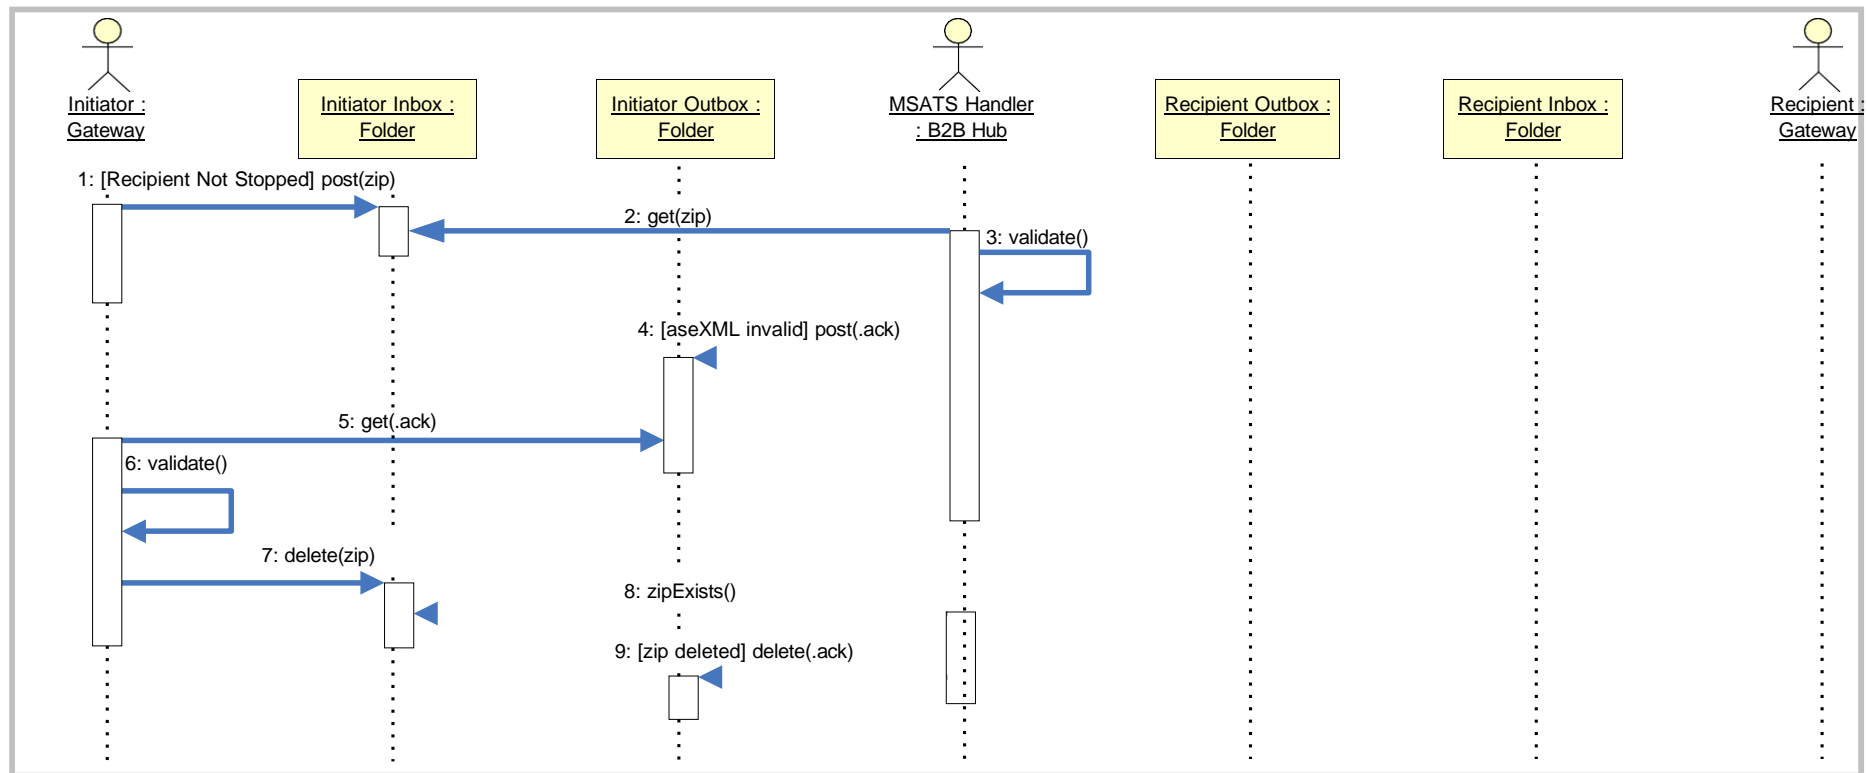 Initiator :
Gateway
Initiator Inbox :
Folder
Initiator Outbox :
Folder
MSATS Handler
: B2B Hub
Recipient Outbox :
Folder
Recipient Inbox :
Folder
Recipient :
Gateway
1: [Recipient Not Stopped] post(zip)
2: get(zip)
3: validate()
4: [aseXML invalid] post(.ack)
5: get(.ack)
6: validate()
7: delete(zip)
8: zipExists()
9: [zip deleted] delete(.ack)